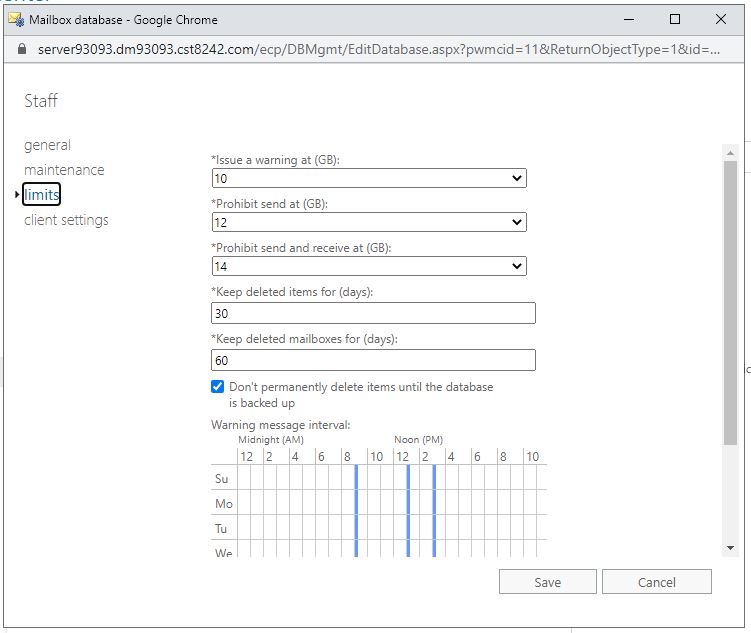 Mailbox database - Google Chrome
server93093.dm93093.cst8242.com/ecp/DBMgmt/EditDatabase.aspx?pwmcid=11&ReturnObjectType=1&id=...
Staff
general
maintenance
limits
client settings
*Issue a warning at (GB):
10
*Prohibit send at (GB):
12
*Prohibit send and receive at (GB):
14
*Keep deleted items for (days):
30
*Keep deleted mailboxes for (days):
60
Don't permanently delete items until the database
is backed up
Warning message interval:
Midnight (AM) Noon (PM)
12 2 4 6 8 10 12 2 4 6 8 10
Su
Mo
Tu
We
Save Cancel